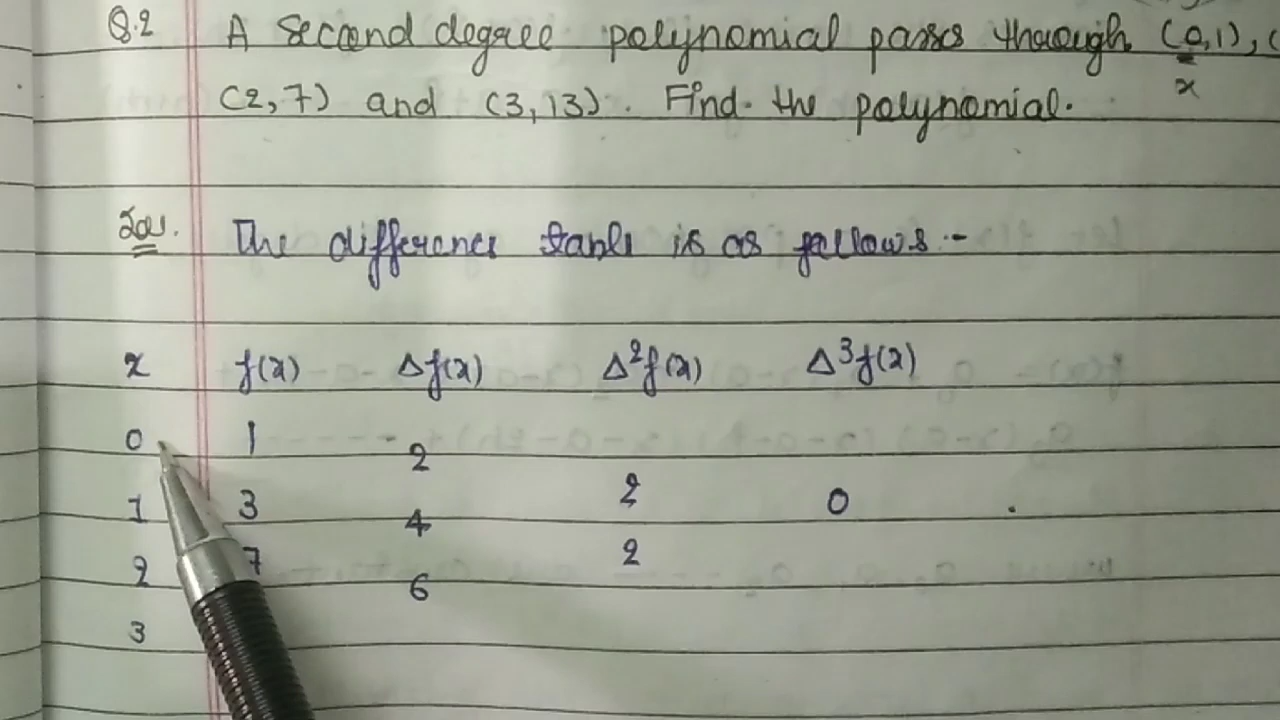 Q.2 A second degree polynomial passes through (0,1), (
(2,7) and (3,13). Find the polynomial.
x
Sol. The difference table is as follows :-
x f(x) Δf(x) Δ²f(x) Δ³f(x)
0 1
2
1 3 2 0
4
2 7 2
6
3